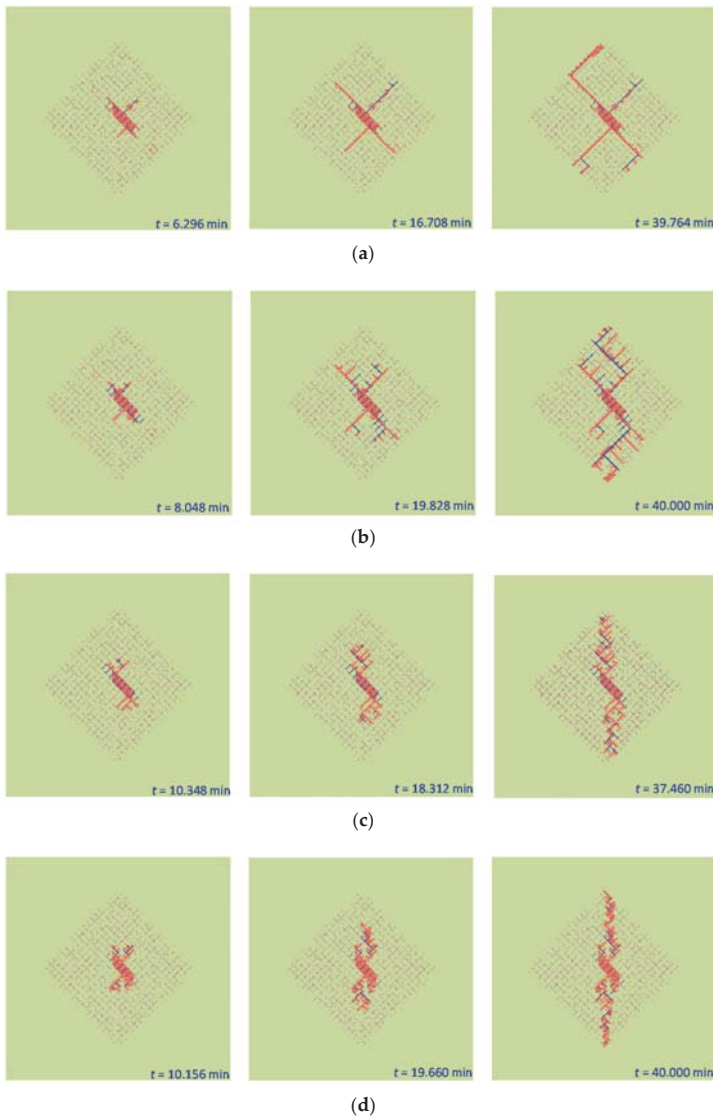 t = 6.296 min
t = 16.708 min
t = 39.764 min
(a)
t = 8.048 min
t = 19.828 min
t = 40.000 min
(b)
t = 10.348 min
t = 18.312 min
t = 37.460 min
(c)
t = 10.156 min
t = 19.660 min
t = 40.000 min
(d)